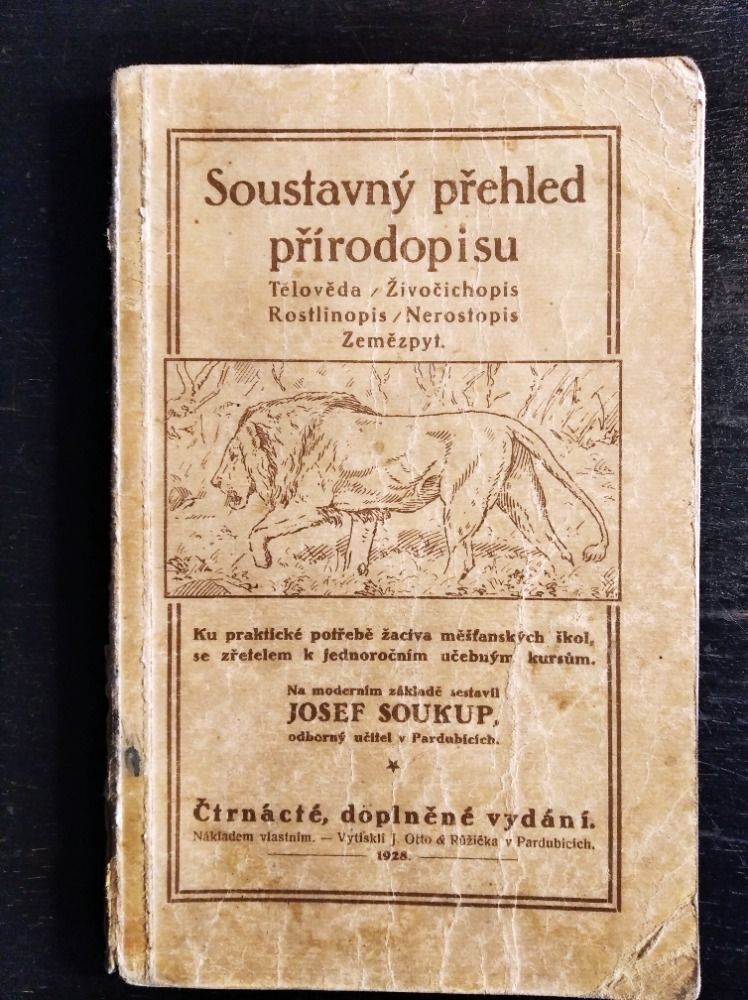 Soustavný přehled
přírodopisu
Tělověda / Živočichopis
Rostlinopis / Nerostopis
Zemězpyt.
Ku praktické potřebě žactva měšťanských škol,
se zřetelem k jednoročním učebným kursům.
Na moderním základě sestavil
JOSEF SOUKUP,
odborný učitel v Pardubicích.
Čtrnácté, doplněné vydání.
Nákladem vlastním. — Vytiskli J. Otto & Růžička v Pardubicích.
1928.